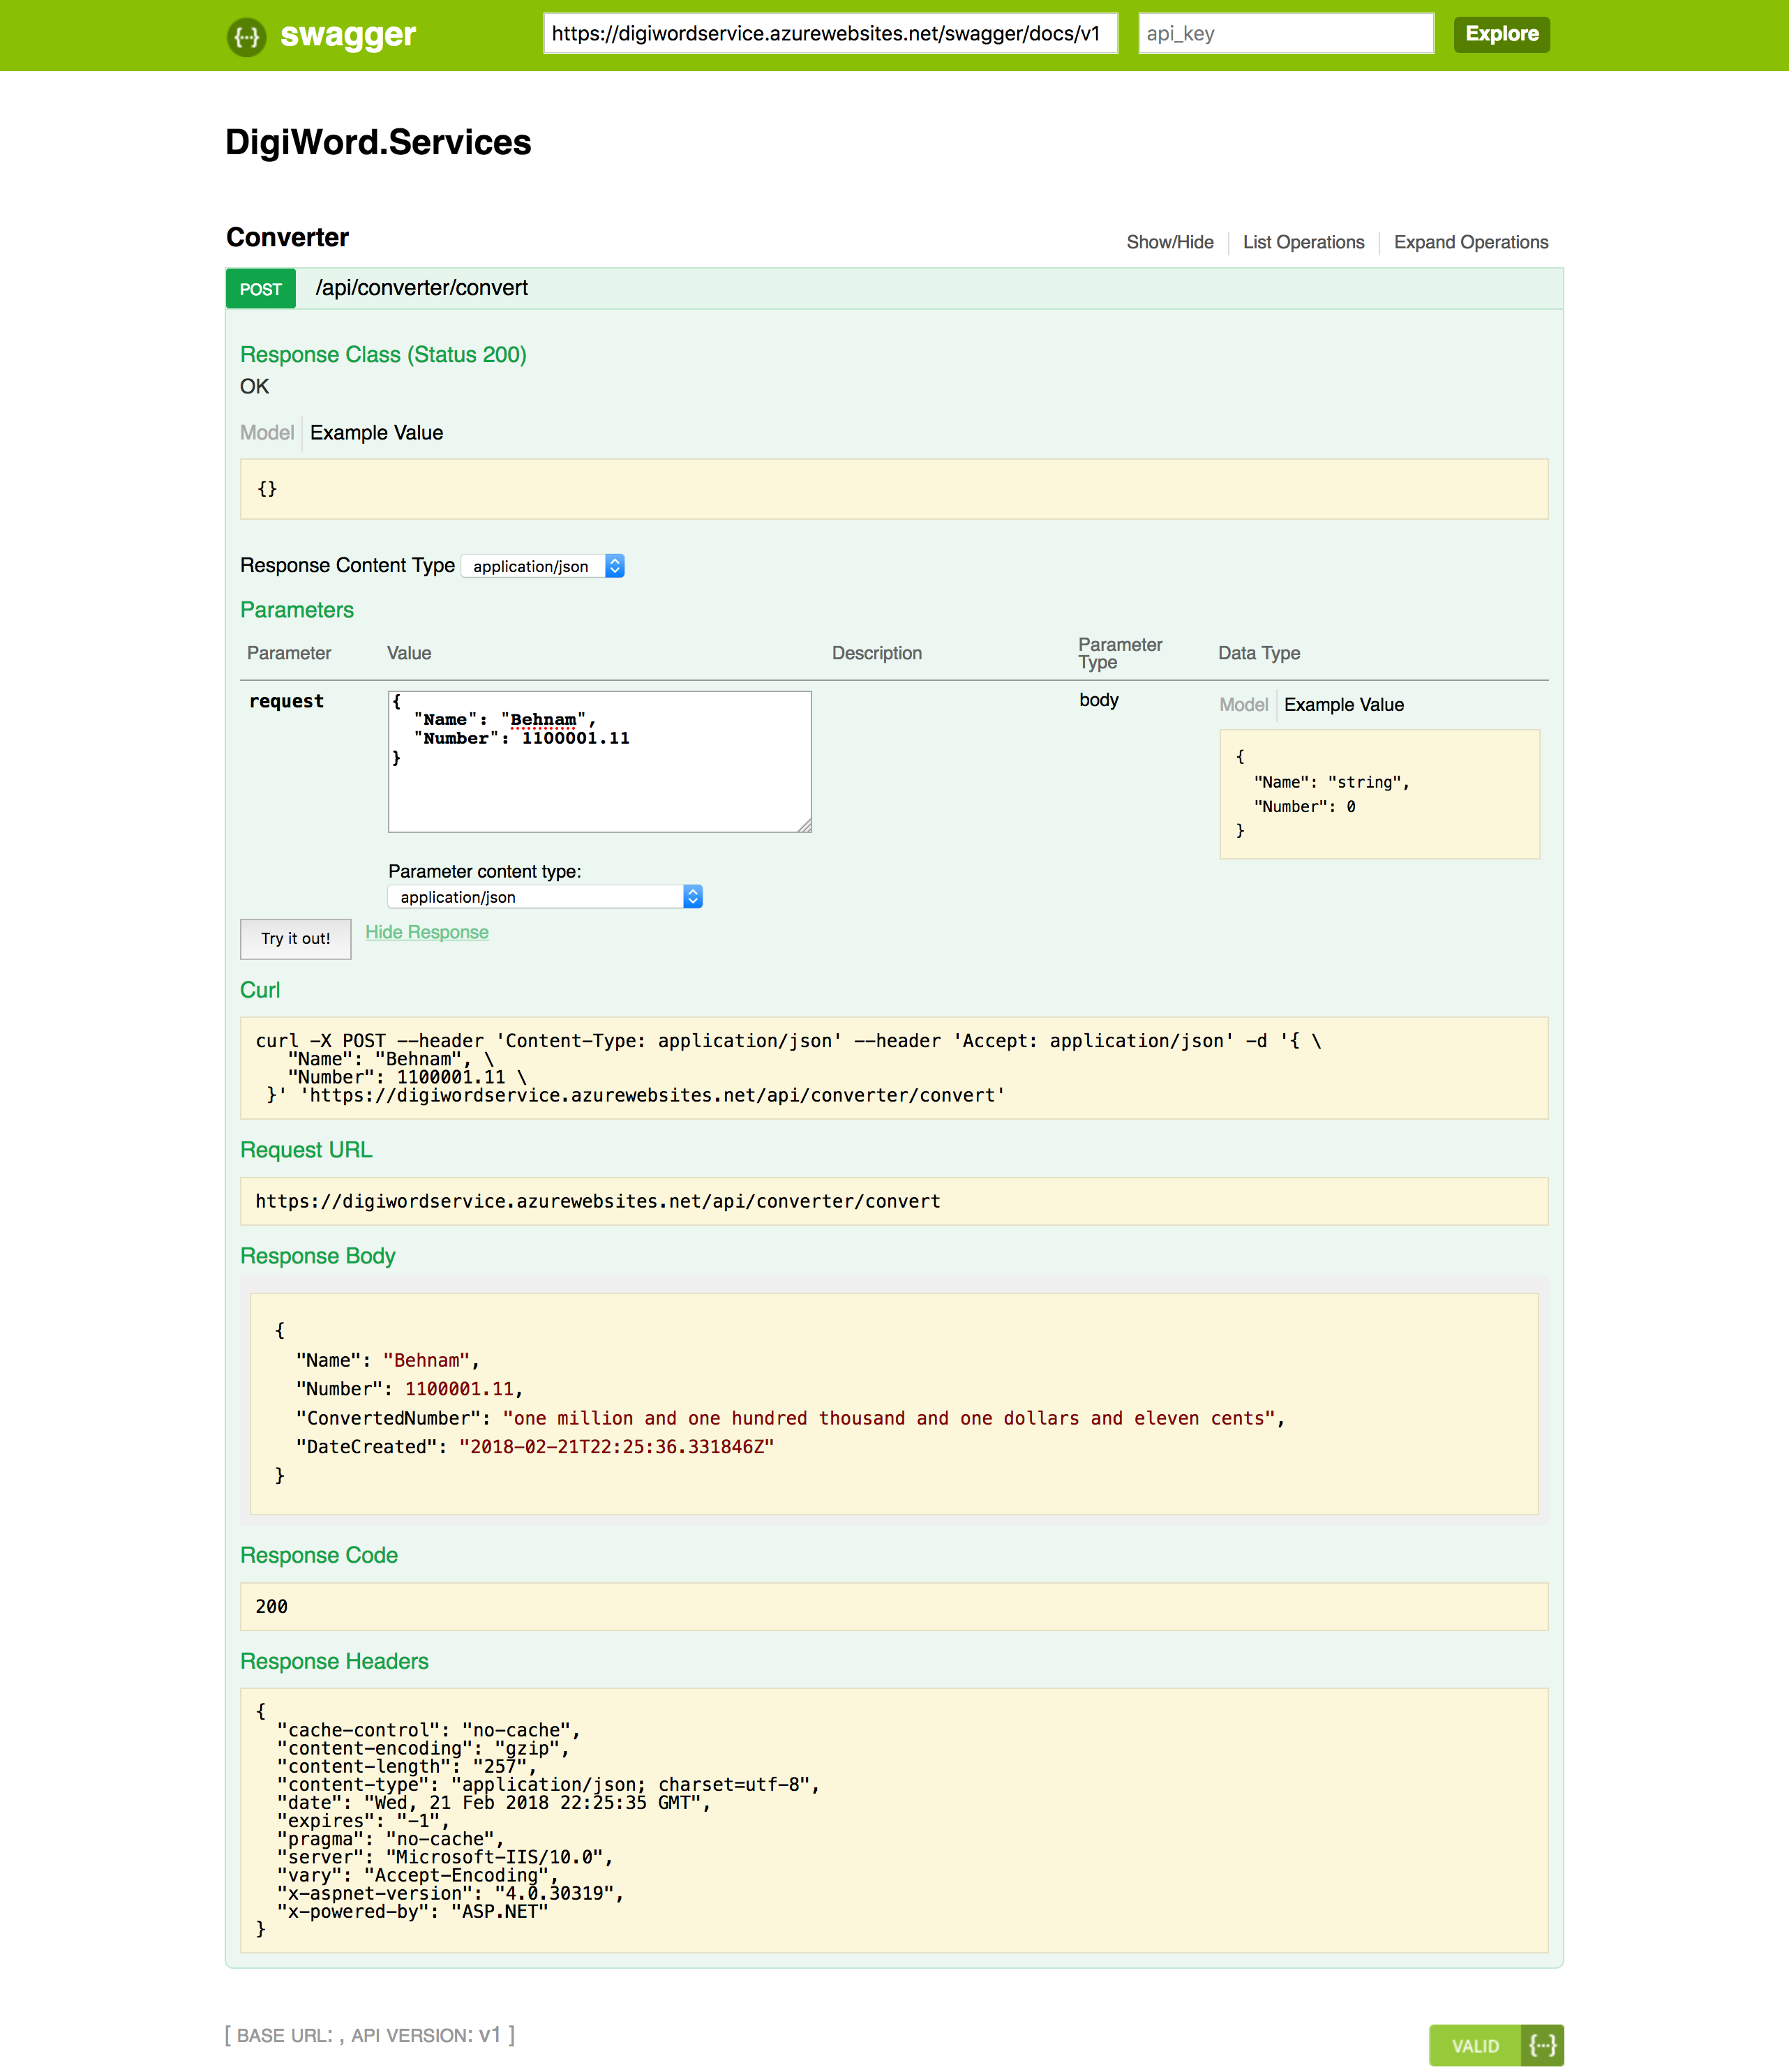 {···} swagger https://digiwordservice.azurewebsites.net/swagger/docs/v1 api_key Explore
DigiWord.Services
Converter Show/Hide List Operations Expand Operations
POST /api/converter/convert
Response Class (Status 200)
OK
Model Example Value
{}
Response Content Type application/json
Parameters
Parameter Value Description Parameter Type Data Type
request
{
  "Name": "Behnam",
  "Number": 1100001.11
}
body
Model Example Value
{
  "Name": "string",
  "Number": 0
}
Parameter content type:
application/json
Try it out! Hide Response
Curl
curl -X POST --header 'Content-Type: application/json' --header 'Accept: application/json' -d '{ \
   "Name": "Behnam", \
   "Number": 1100001.11 \
 }' 'https://digiwordservice.azurewebsites.net/api/converter/convert'
Request URL
https://digiwordservice.azurewebsites.net/api/converter/convert
Response Body
{
  "Name": "Behnam",
  "Number": 1100001.11,
  "ConvertedNumber": "one million and one hundred thousand and one dollars and eleven cents",
  "DateCreated": "2018-02-21T22:25:36.331846Z"
}
Response Code
200
Response Headers
{
  "cache-control": "no-cache",
  "content-encoding": "gzip",
  "content-length": "257",
  "content-type": "application/json; charset=utf-8",
  "date": "Wed, 21 Feb 2018 22:25:35 GMT",
  "expires": "-1",
  "pragma": "no-cache",
  "server": "Microsoft-IIS/10.0",
  "vary": "Accept-Encoding",
  "x-aspnet-version": "4.0.30319",
  "x-powered-by": "ASP.NET"
}
[ BASE URL: , API VERSION: v1 ]
VALID {···}